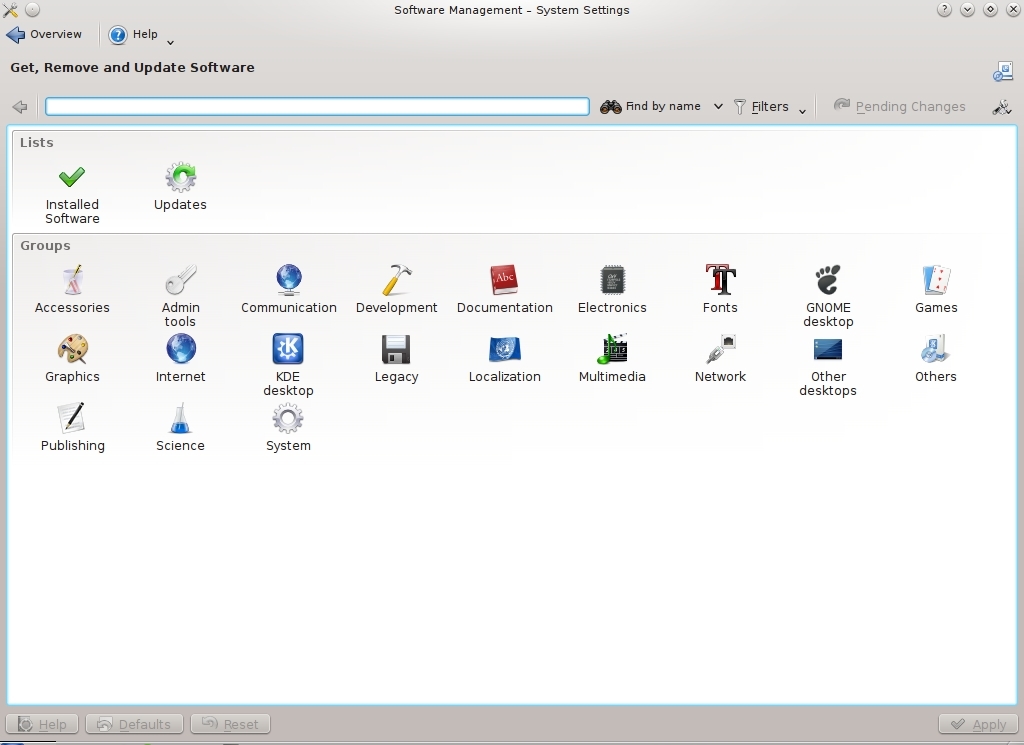 Software Management – System Settings
Overview Help
Get, Remove and Update Software
Find by name Filters Pending Changes
Lists
Installed Software
Updates
Groups
Accessories
Admin tools
Communication
Development
Documentation
Electronics
Fonts
GNOME desktop
Games
Graphics
Internet
KDE desktop
Legacy
Localization
Multimedia
Network
Other desktops
Others
Publishing
Science
System
Help Defaults Reset Apply